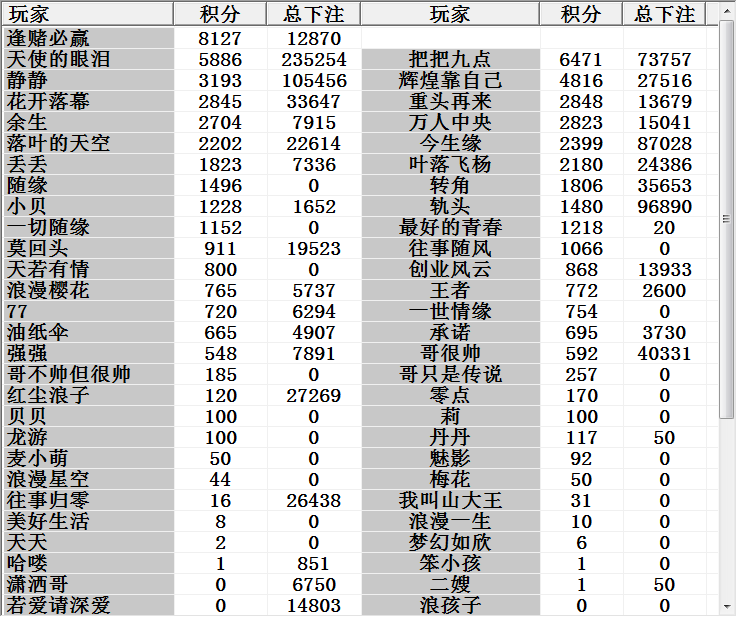 玩家 积分 总下注 玩家 积分 总下注
逢赌必赢 8127 12870
天使的眼泪 5886 235254 把把九点 6471 73757
静静 3193 105456 辉煌靠自己 4816 27516
花开落幕 2845 33647 重头再来 2848 13679
余生 2704 7915 万人中央 2823 15041
落叶的天空 2202 22614 今生缘 2399 87028
丢丢 1823 7336 叶落飞杨 2180 24386
随缘 1496 0 转角 1806 35653
小贝 1228 1652 轨头 1480 96890
一切随缘 1152 0 最好的青春 1218 20
莫回头 911 19523 往事随风 1066 0
天若有情 800 0 创业风云 868 13933
浪漫樱花 765 5737 王者 772 2600
77 720 6294 一世情缘 754 0
油纸伞 665 4907 承诺 695 3730
强强 548 7891 哥很帅 592 40331
哥不帅但很帅 185 0 哥只是传说 257 0
红尘浪子 120 27269 零点 170 0
贝贝 100 0 莉 100 0
龙游 100 0 丹丹 117 50
麦小萌 50 0 魅影 92 0
浪漫星空 44 0 梅花 50 0
往事归零 16 26438 我叫山大王 31 0
美好生活 8 0 浪漫一生 10 0
天天 2 0 梦幻如欣 6 0
哈喽 1 851 笨小孩 1 0
潇洒哥 0 6750 二嫂 1 50
若爱请深爱 0 14803 浪孩子 0 0